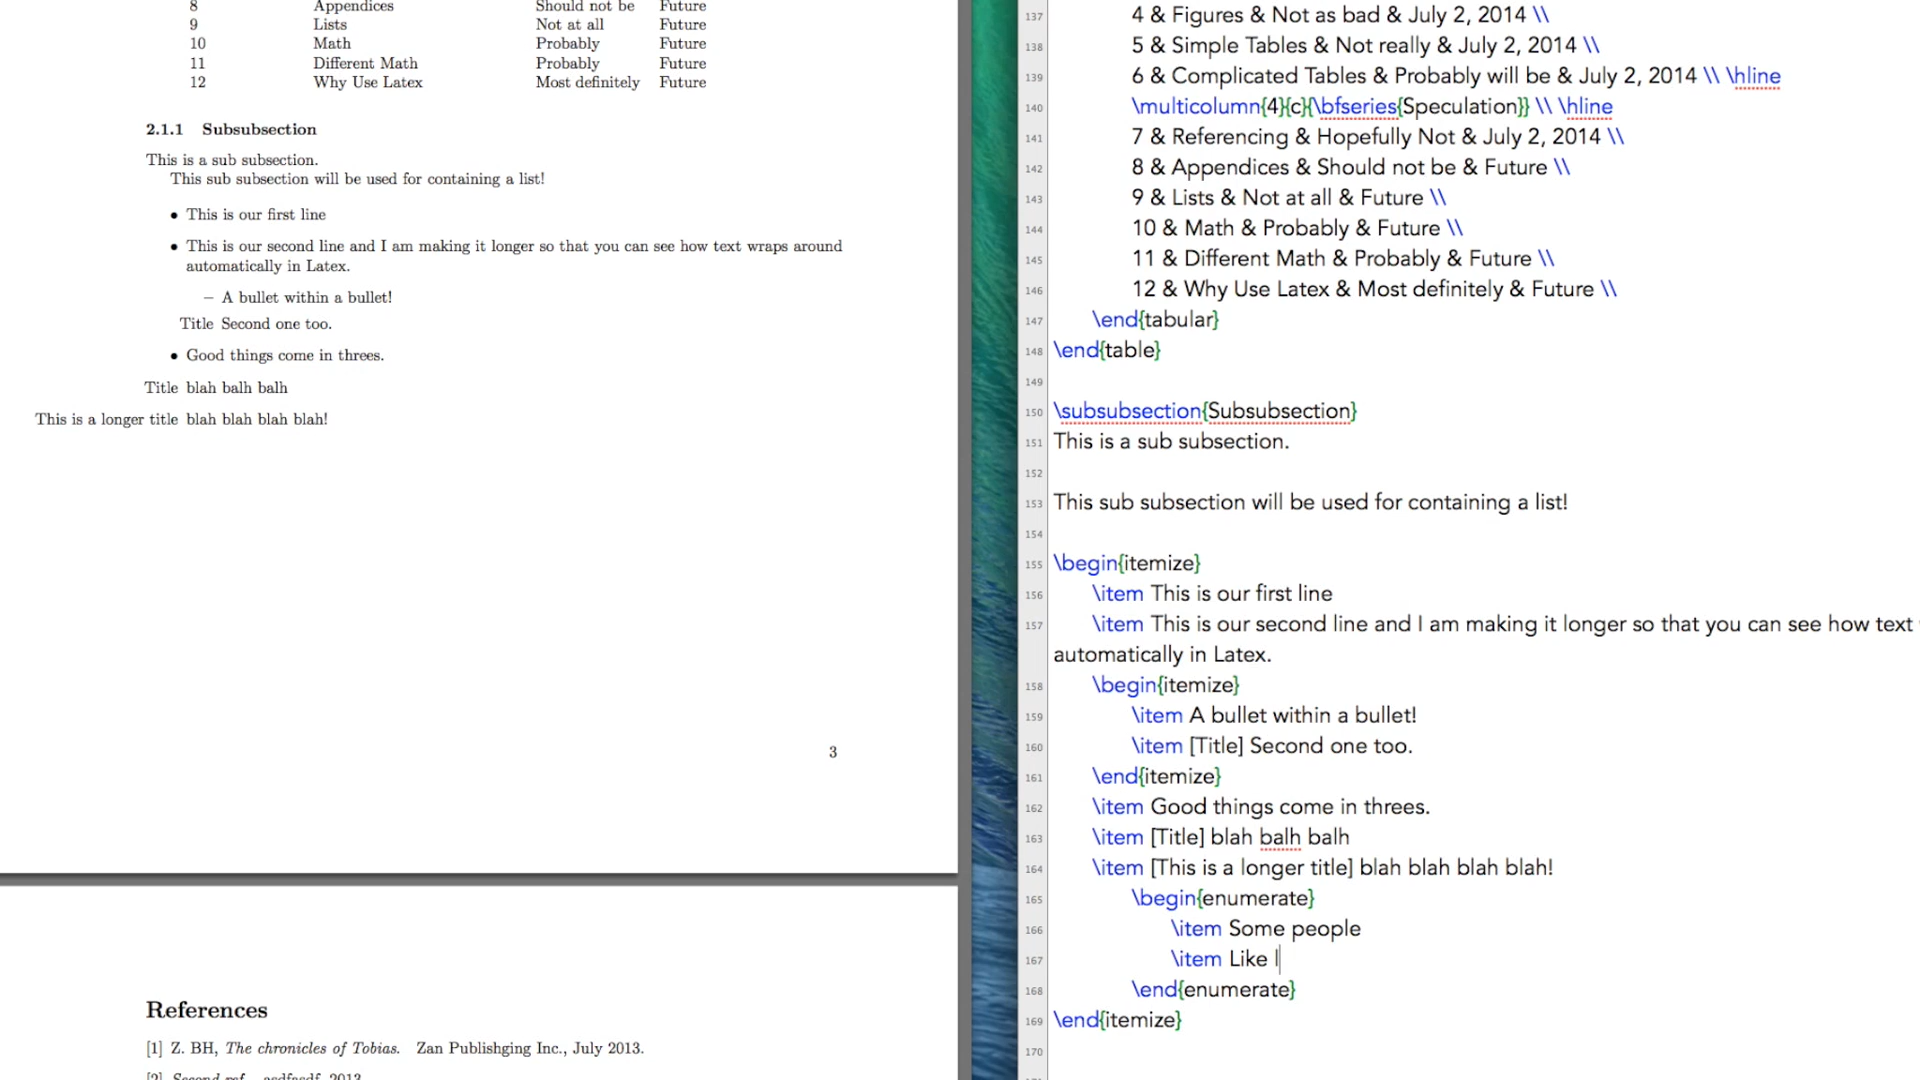 8 Appendices Should not be Future
9 Lists Not at all Future
10 Math Probably Future
11 Different Math Probably Future
12 Why Use Latex Most definitely Future
2.1.1 Subsubsection
This is a sub subsection.
This sub subsection will be used for containing a list!
• This is our first line
• This is our second line and I am making it longer so that you can see how text wraps around
automatically in Latex.
– A bullet within a bullet!
Title Second one too.
• Good things come in threes.
Title blah balh balh
This is a longer title blah blah blah blah!
3
References
[1] Z. BH, The chronicles of Tobias. Zan Publishging Inc., July 2013.
[2] Second ref. asdfasdf, 2013
137 4 & Figures & Not as bad & July 2, 2014 \\
138 5 & Simple Tables & Not really & July 2, 2014 \\
139 6 & Complicated Tables & Probably will be & July 2, 2014 \\ \hline
140 \multicolumn{4}{c}{\bfseries{Speculation}} \\ \hline
141 7 & Referencing & Hopefully Not & July 2, 2014 \\
142 8 & Appendices & Should not be & Future \\
143 9 & Lists & Not at all & Future \\
144 10 & Math & Probably & Future \\
145 11 & Different Math & Probably & Future \\
146 12 & Why Use Latex & Most definitely & Future \\
147 \end{tabular}
148 \end{table}
149
150 \subsubsection{Subsubsection}
151 This is a sub subsection.
152
153 This sub subsection will be used for containing a list!
154
155 \begin{itemize}
156 \item This is our first line
157 \item This is our second line and I am making it longer so that you can see how text
automatically in Latex.
158 \begin{itemize}
159 \item A bullet within a bullet!
160 \item [Title] Second one too.
161 \end{itemize}
162 \item Good things come in threes.
163 \item [Title] blah balh balh
164 \item [This is a longer title] blah blah blah blah!
165 \begin{enumerate}
166 \item Some people
167 \item Like l
168 \end{enumerate}
169 \end{itemize}
170